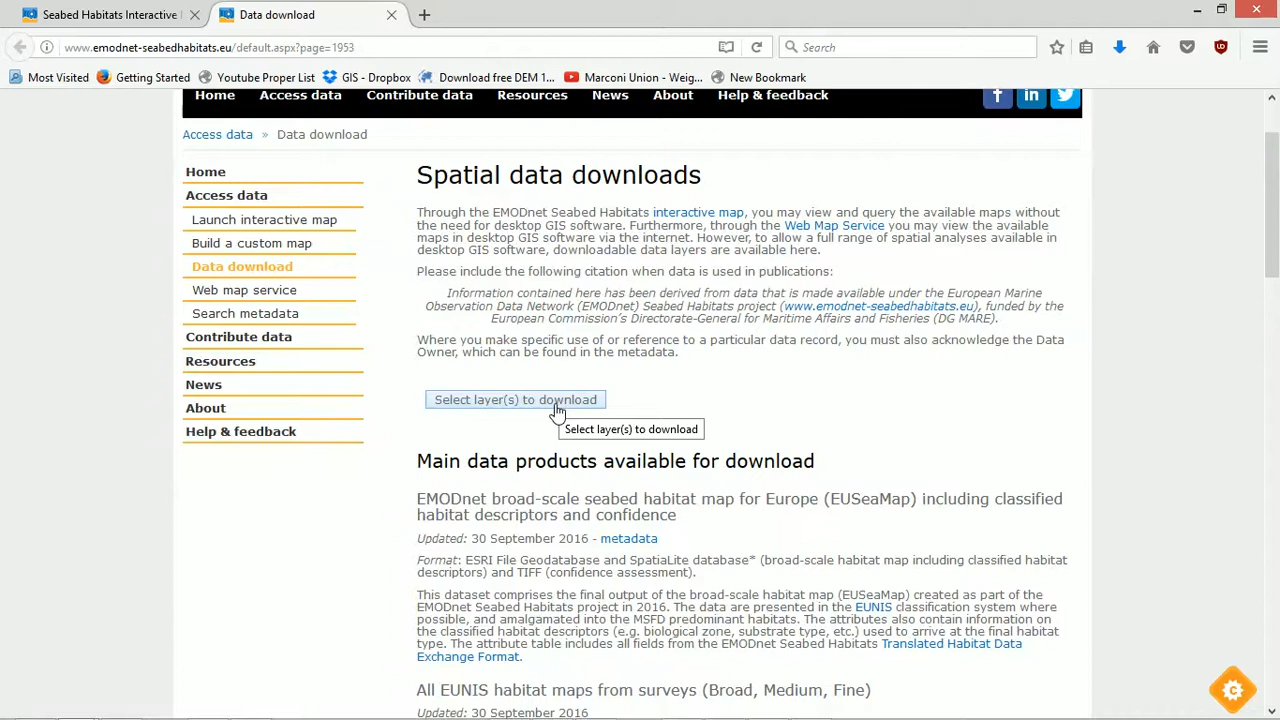 Seabed Habitats Interactive
Data download
www.emodnet-seabedhabitats.eu/default.aspx?page=1953
Search
Most Visited
Getting Started
Youtube Proper List
GIS - Dropbox
Download free DEM 1...
Marconi Union - Weig...
New Bookmark
Home
Access data
Contribute data
Resources
News
About
Help & feedback
Access data » Data download
Home
Access data
Launch interactive map
Build a custom map
Data download
Web map service
Search metadata
Contribute data
Resources
News
About
Help & feedback
Spatial data downloads
Through the EMODnet Seabed Habitats interactive map, you may view and query the available maps without
the need for desktop GIS software. Furthermore, through the Web Map Service you may view the available
maps in desktop GIS software via the internet. However, to allow a full range of spatial analyses available in
desktop GIS software, downloadable data layers are available here.
Please include the following citation when data is used in publications:
Information contained here has been derived from data that is made available under the European Marine
Observation Data Network (EMODnet) Seabed Habitats project (www.emodnet-seabedhabitats.eu), funded by the
European Commission's Directorate-General for Maritime Affairs and Fisheries (DG MARE).
Where you make specific use of or reference to a particular data record, you must also acknowledge the Data
Owner, which can be found in the metadata.
Select layer(s) to download
Select layer(s) to download
Main data products available for download
EMODnet broad-scale seabed habitat map for Europe (EUSeaMap) including classified
habitat descriptors and confidence
Updated: 30 September 2016 - metadata
Format: ESRI File Geodatabase and SpatiaLite database* (broad-scale habitat map including classified habitat
descriptors) and TIFF (confidence assessment).
This dataset comprises the final output of the broad-scale habitat map (EUSeaMap) created as part of the
EMODnet Seabed Habitats project in 2016. The data are presented in the EUNIS classification system where
possible, and amalgamated into the MSFD predominant habitats. The attributes also contain information on
the classified habitat descriptors (e.g. biological zone, substrate type, etc.) used to arrive at the final habitat
type. The attribute table includes all fields from the EMODnet Seabed Habitats Translated Habitat Data
Exchange Format.
All EUNIS habitat maps from surveys (Broad, Medium, Fine)
Updated: 30 September 2016